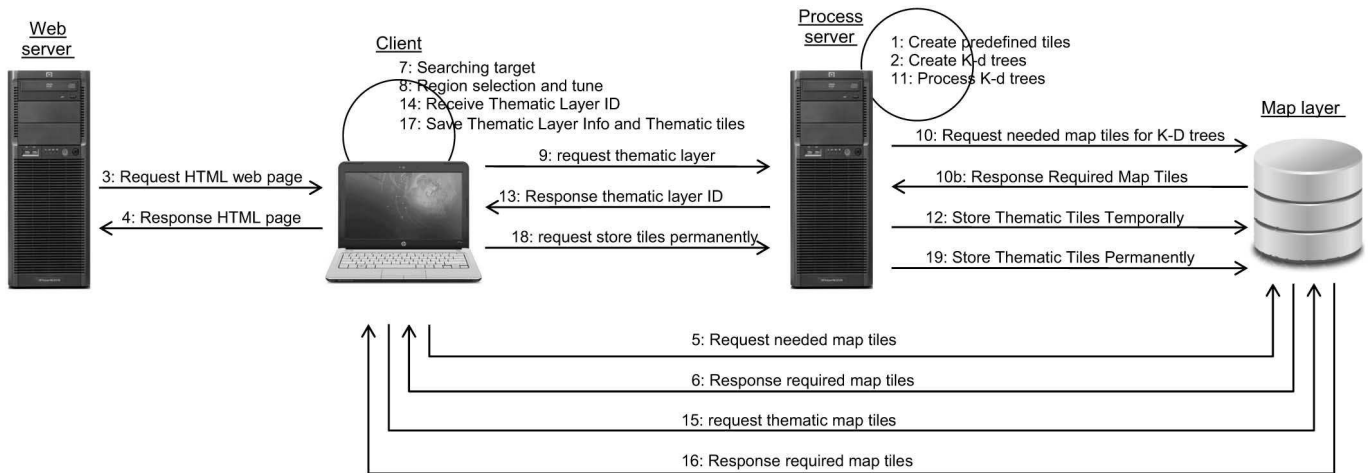 Web
server
Client
7: Searching target
8: Region selection and tune
14: Receive Thematic Layer ID
17: Save Thematic Layer Info and Thematic tiles
Process
server
1: Create predefined tiles
2: Create K-d trees
11: Process K-d trees
Map layer
3: Request HTML web page
4: Response HTML page
9: request thematic layer
13: Response thematic layer ID
18: request store tiles permanently
10: Request needed map tiles for K-D trees
10b: Response Required Map Tiles
12: Store Thematic Tiles Temporally
19: Store Thematic Tiles Permanently
5: Request needed map tiles
6: Response required map tiles
15: request thematic map tiles
16: Response required map tiles